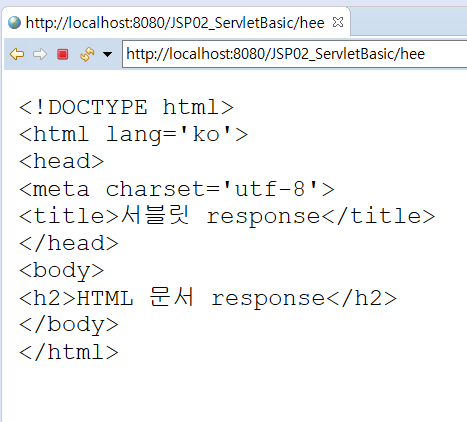 http://localhost:8080/JSP02_ServletBasic/hee
http://localhost:8080/JSP02_ServletBasic/hee
<!DOCTYPE html>
<html lang='ko'>
<head>
<meta charset='utf-8'>
<title>서블릿 response</title>
</head>
<body>
<h2>HTML 문서 response</h2>
</body>
</html>